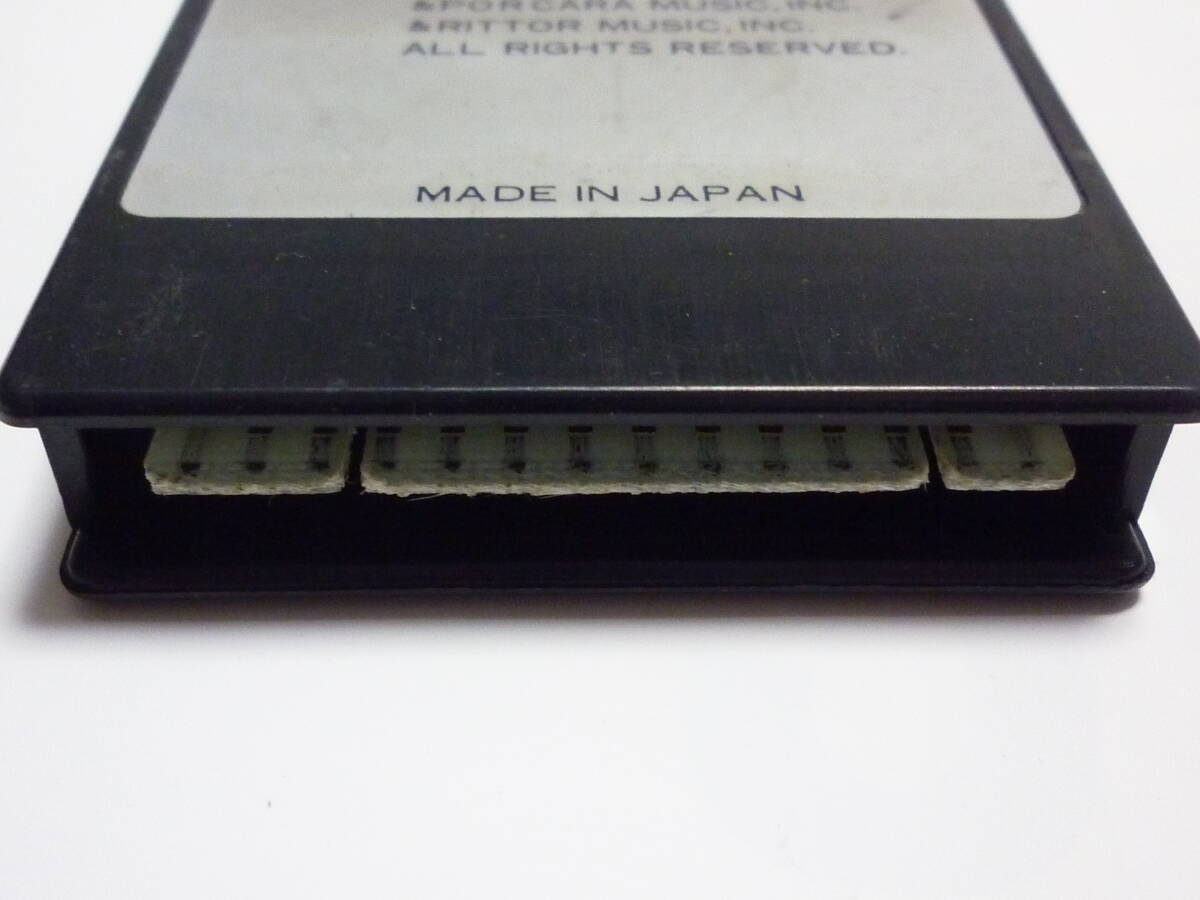 & PORCARA MUSIC, INC.
& RITTOR MUSIC, INC.
ALL RIGHTS RESERVED.
MADE IN JAPAN